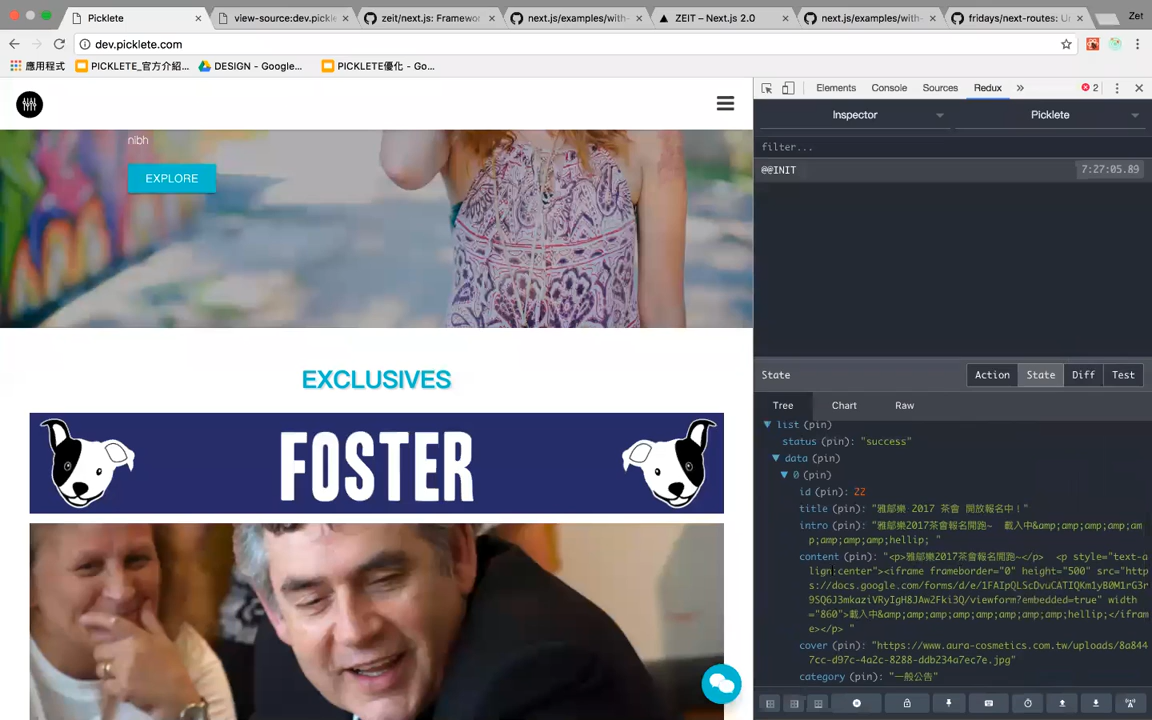 Picklete
view-source:dev.pickle
zeit/next.js: Framewor
next.js/examples/with-
ZEIT – Next.js 2.0
next.js/examples/with-
fridays/next-routes: Un
Zet
dev.picklete.com
應用程式
PICKLETE_官方介紹...
DESIGN - Google...
PICKLETE優化 - Go...
nibh
EXPLORE
EXCLUSIVES
FOSTER
Elements
Console
Sources
Redux
»
2
Inspector
Picklete
filter...
@@INIT
7:27:05.89
State
Action
State
Diff
Test
Tree
Chart
Raw
list (pin)
status (pin): "success"
data (pin)
0 (pin)
id (pin): 22
title (pin): "雅邸樂 2017 茶會 開放報名中！"
intro (pin): "雅邸樂2017茶會報名開跑~ 載入中&amp;amp;amp;amp;am
p;amp;amp;amp;hellip; "
content (pin): "<p>雅邸樂2017茶會報名開跑~</p> <p style="text-a
lign:center"><iframe frameborder="0" height="500" src="http
s://docs.google.com/forms/d/e/1FAIpQLScDvuCATIQKm1yB0M1rG3r
9SQ6J3mkaziVRyIgH8JAw2Fki3Q/viewform?embedded=true" width
="860">載入中&amp;amp;amp;amp;amp;amp;amp;hellip;</ifram
e></p> "
cover (pin): "https://www.aura-cosmetics.com.tw/uploads/8a844
7cc-d97c-4a2c-8288-ddb234a7ec7e.jpg"
category (pin): "一般公告"